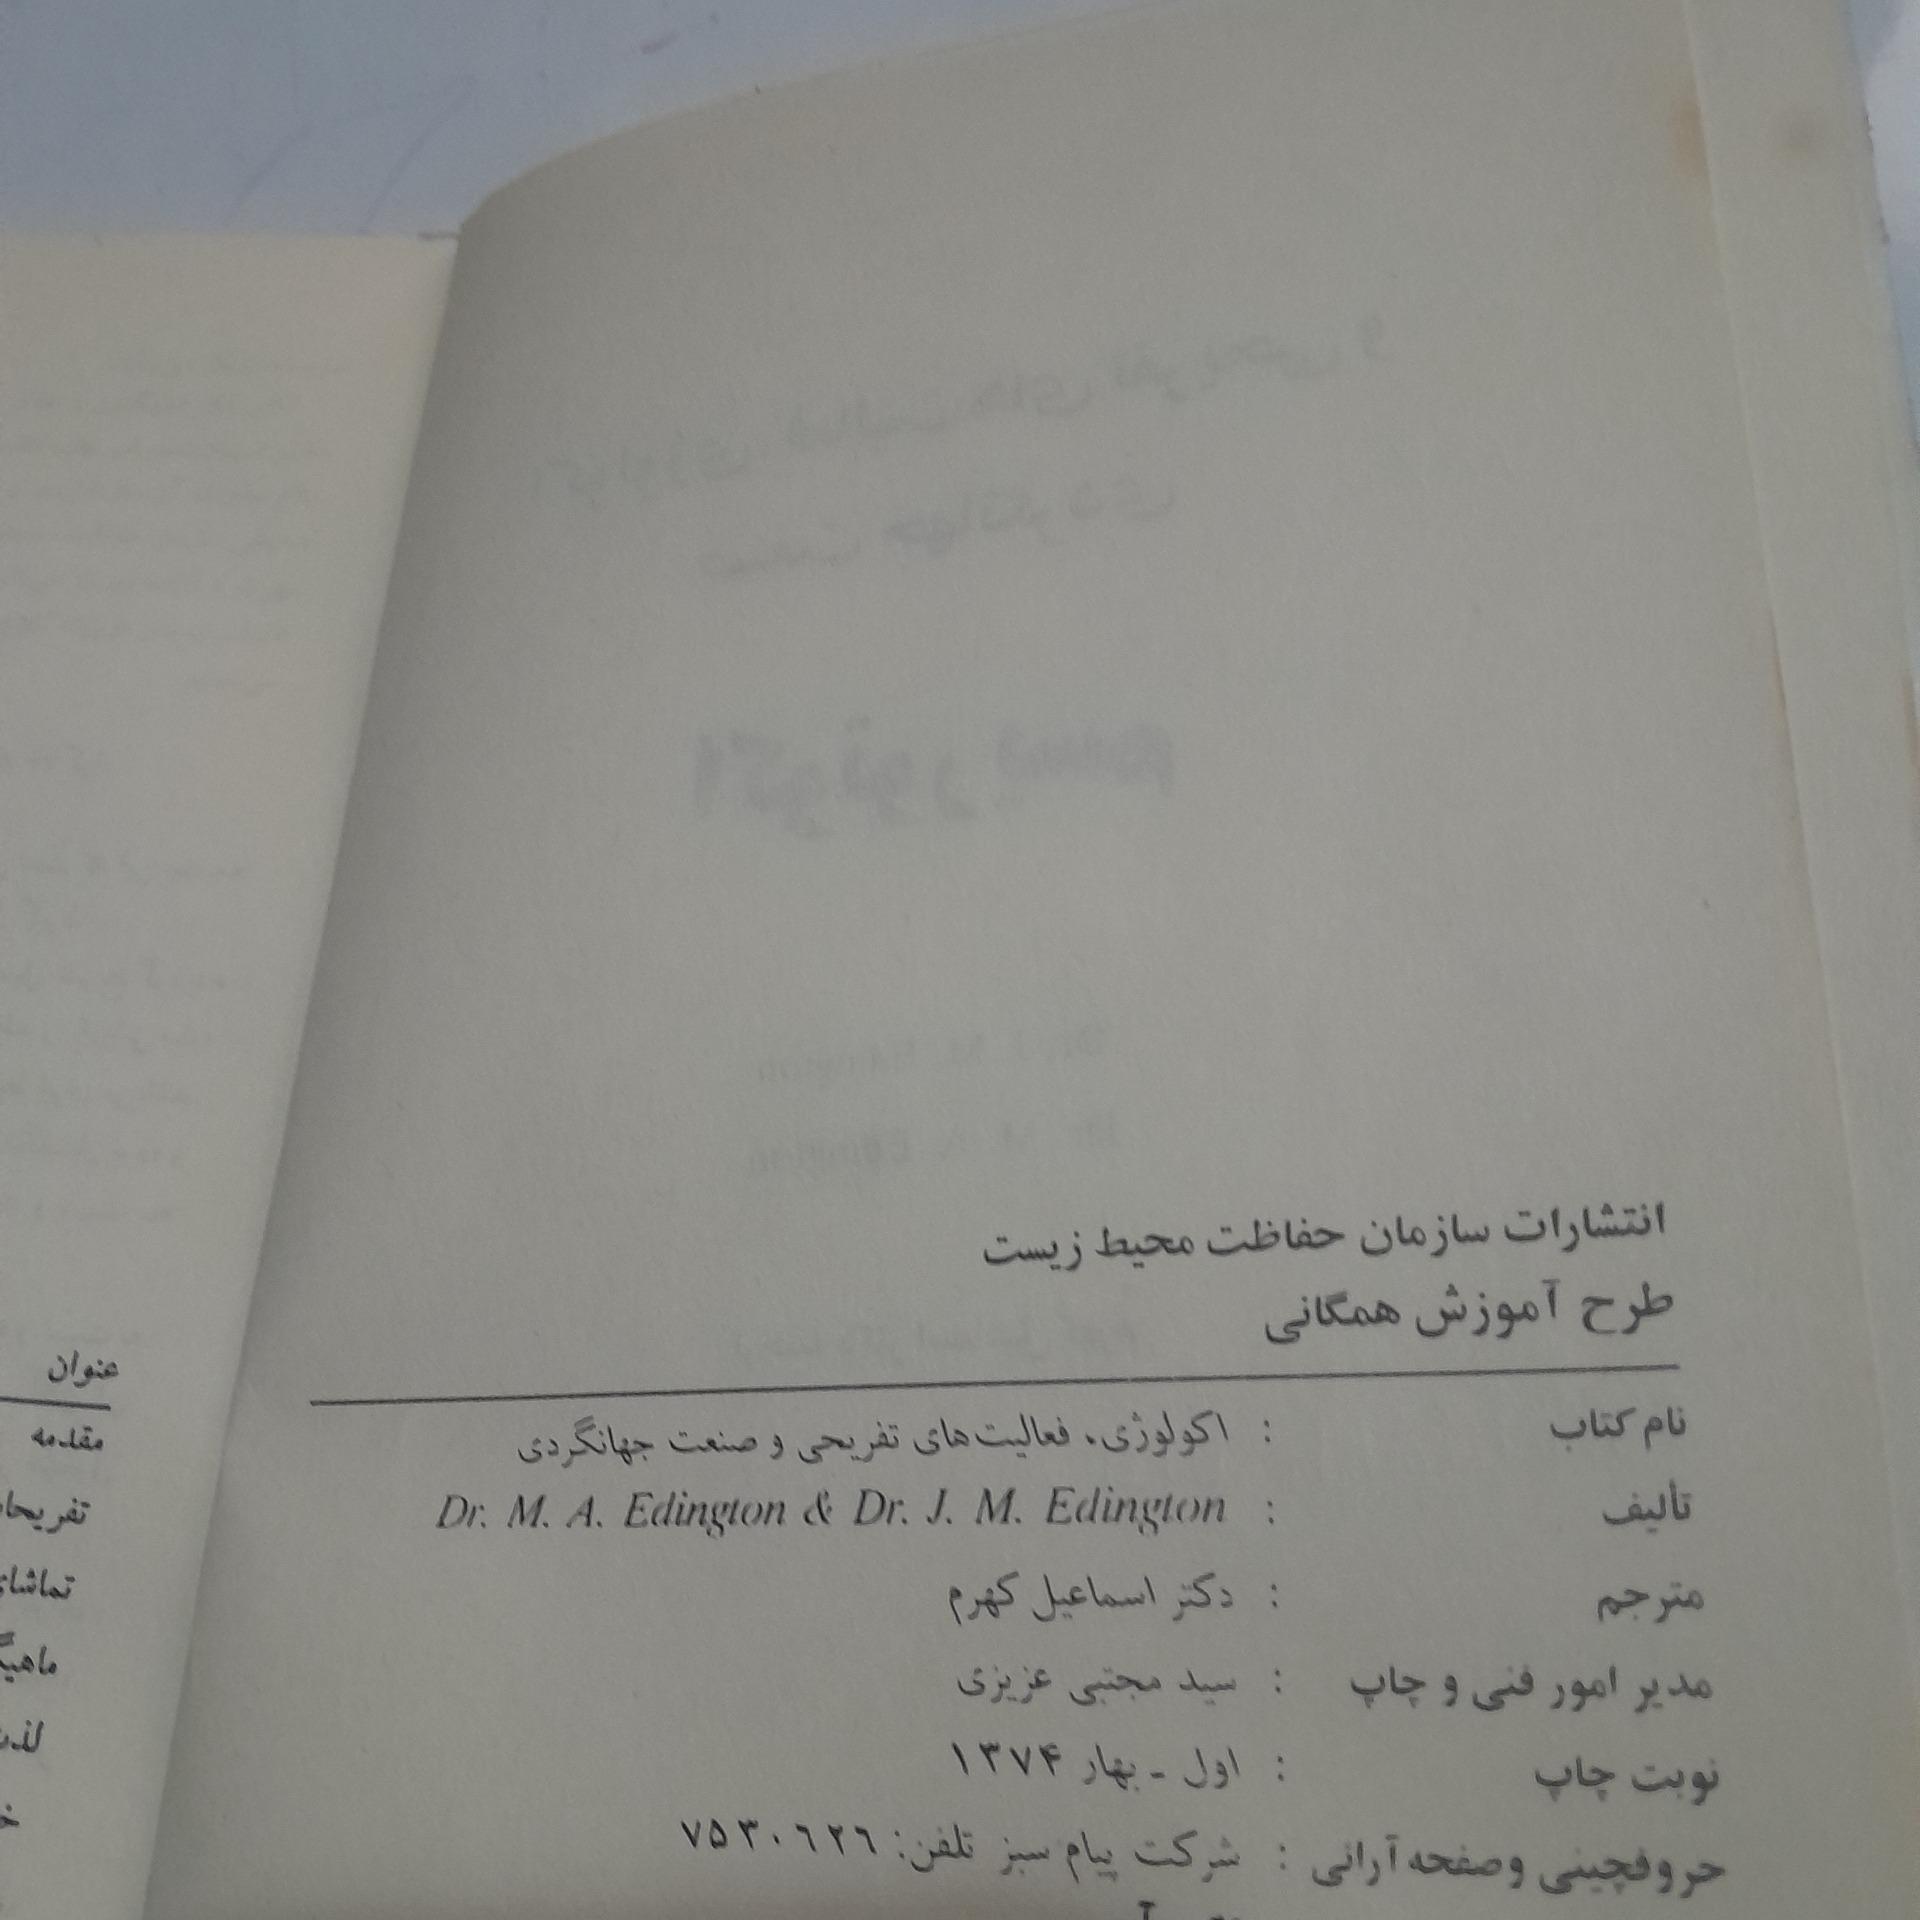 انتشارات سازمان حفاظت محیط زیست
طرح آموزش همگانی
نام کتاب : اکولوژی، فعالیت‌های تفریحی و صنعت جهانگردی
تألیف : Dr. M. A. Edington & Dr. J. M. Edington
مترجم : دکتر اسماعیل کهرم
مدیر امور فنی و چاپ : سید مجتبی عزیزی
نوبت چاپ : اول - بهار ۱۳۷۴
حروفچینی وصفحه آرائی : شرکت پیام سبز تلفن: ۷۵۳۰۶۲۶
عنوان
مقدمه